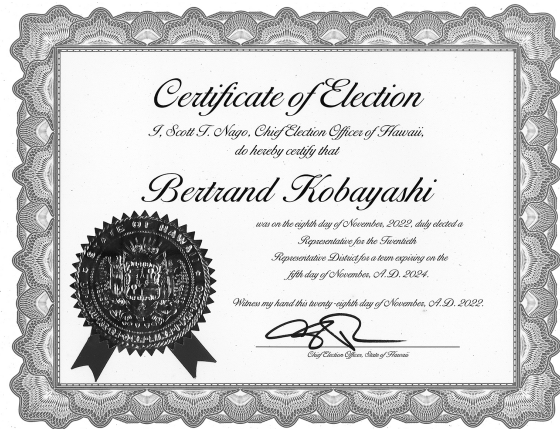 Certificate of Election
I, Scott T. Nago, Chief Election Officer of Hawaii,
do hereby certify that
Bertrand Kobayashi
was on the eighth day of November, 2022, duly elected a
Representative for the Twentieth
Representative District for a term expiring on the
fifth day of November, A.D. 2024.
STATE OF HAWAII
Witness my hand this twenty-eighth day of November, A.D. 2022.
Chief Election Officer, State of Hawaii